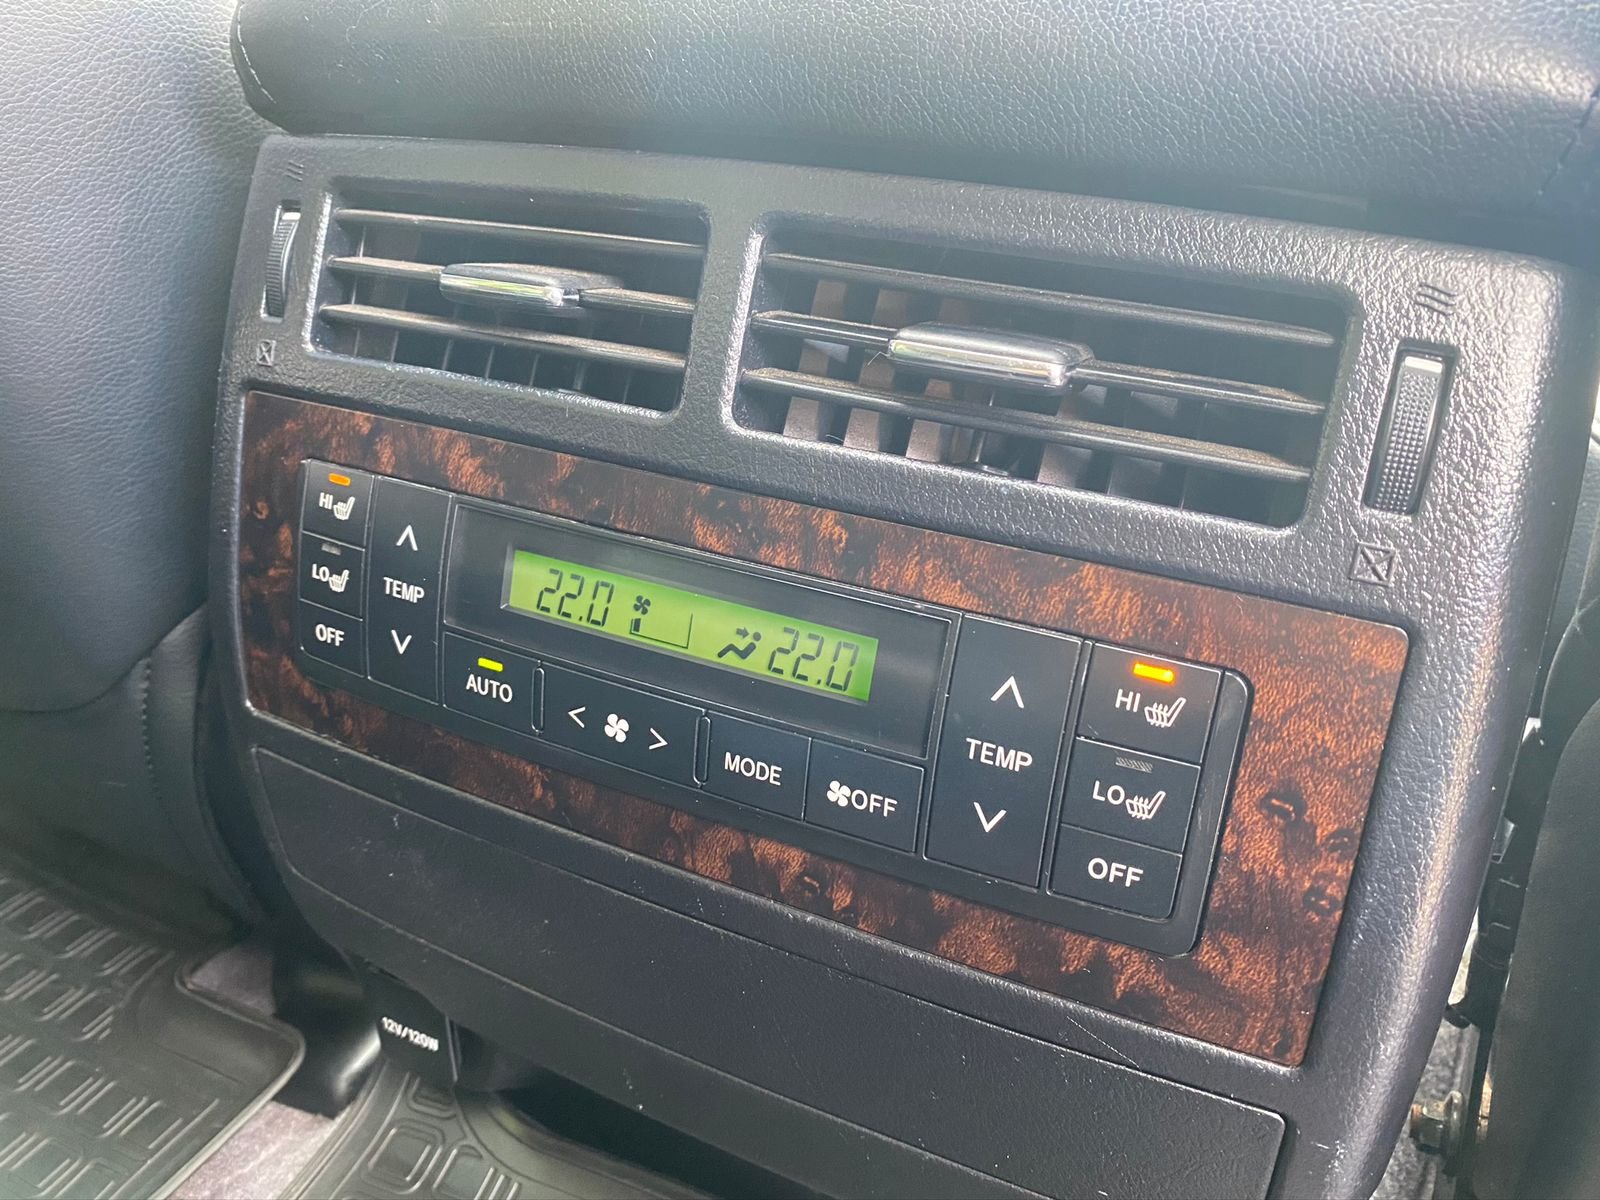 HI
LO
OFF
TEMP
22.0 22.0
AUTO
MODE
OFF
TEMP
HI
LO
OFF
12V/120W